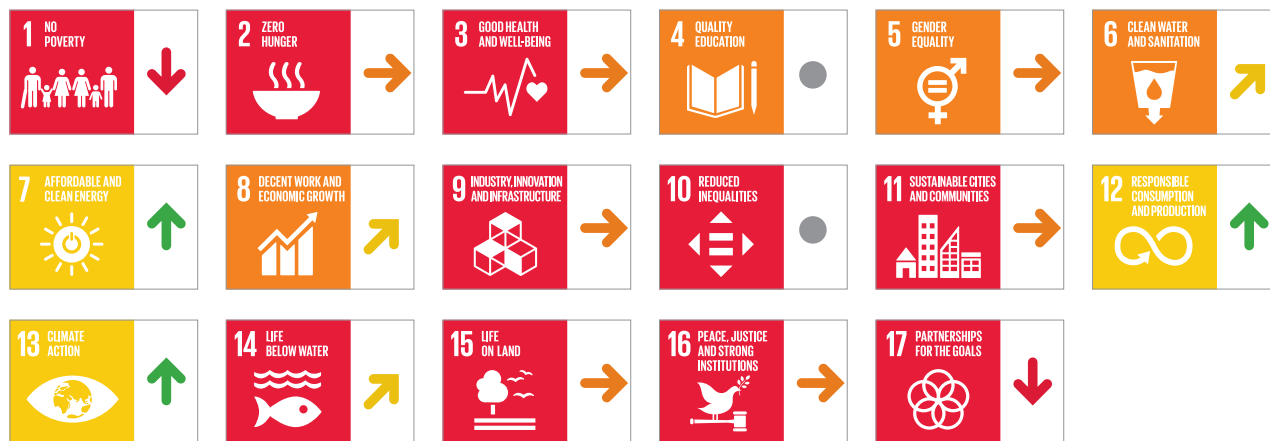 1 NO
POVERTY
2 ZERO
HUNGER
3 GOOD HEALTH
AND WELL-BEING
4 QUALITY
EDUCATION
5 GENDER
EQUALITY
6 CLEAN WATER
AND SANITATION
7 AFFORDABLE AND
CLEAN ENERGY
8 DECENT WORK AND
ECONOMIC GROWTH
9 INDUSTRY, INNOVATION
AND INFRASTRUCTURE
10 REDUCED
INEQUALITIES
11 SUSTAINABLE CITIES
AND COMMUNITIES
12 RESPONSIBLE
CONSUMPTION
AND PRODUCTION
13 CLIMATE
ACTION
14 LIFE
BELOW WATER
15 LIFE
ON LAND
16 PEACE, JUSTICE
AND STRONG
INSTITUTIONS
17 PARTNERSHIPS
FOR THE GOALS